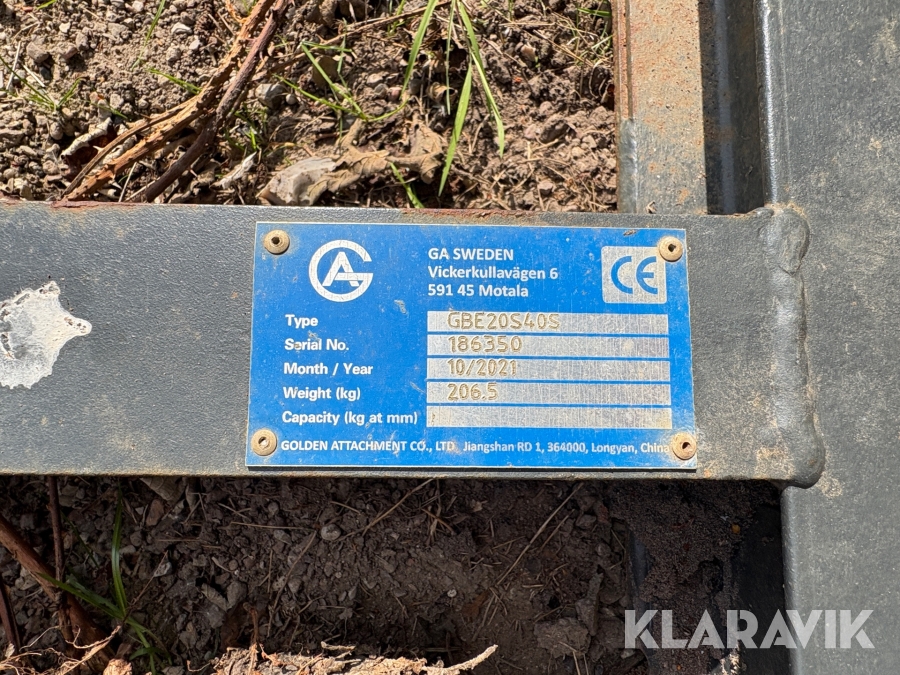 GA
GA SWEDEN
Vickerkullavägen 6
591 45 Motala
CE
Type GBE20S40S
Serial No. 186350
Month / Year 10/2021
Weight (kg) 206.5
Capacity (kg at mm)
GOLDEN ATTACHMENT CO., LTD Jiangshan RD 1, 364000, Longyan, China
KLARAVIK